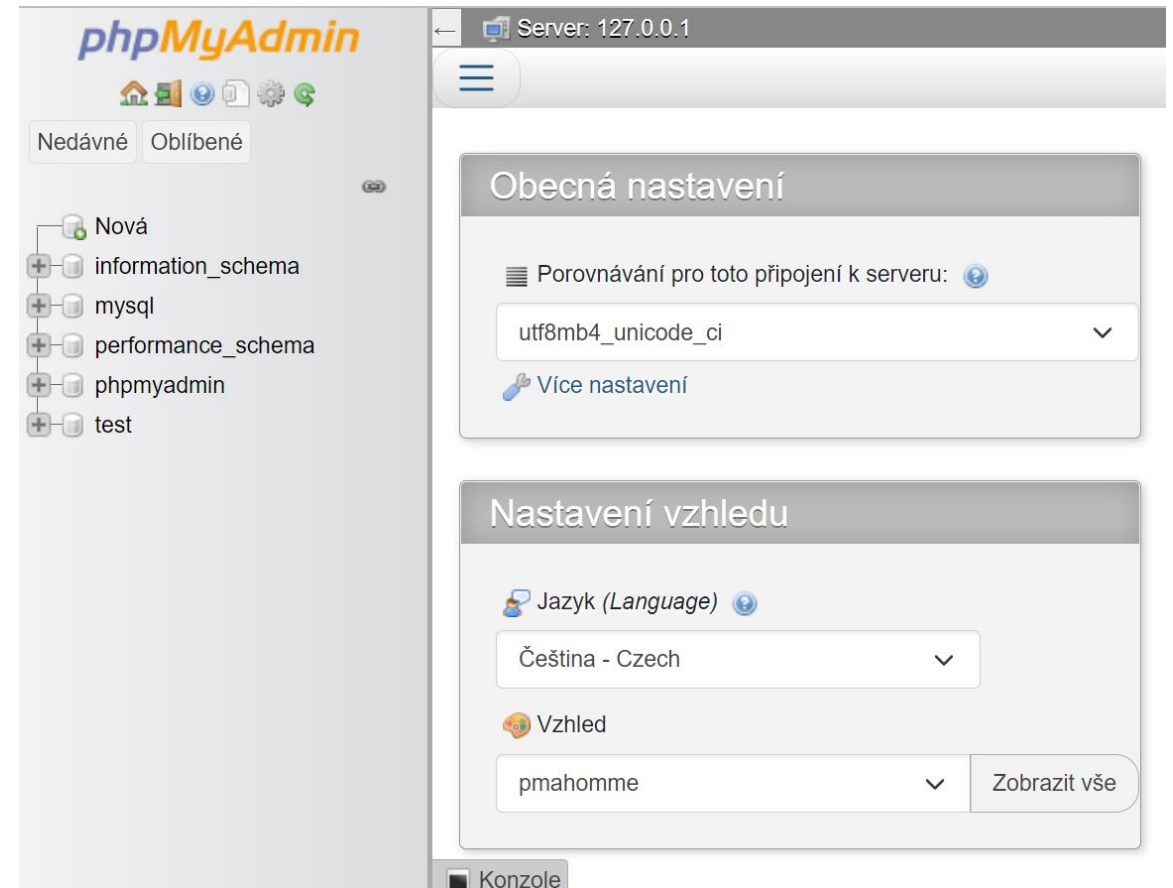 phpMyAdmin
Nedávné Oblíbené
Nová
information_schema
mysql
performance_schema
phpmyadmin
test
← Server: 127.0.0.1
Obecná nastavení
Porovnávání pro toto připojení k serveru:
utf8mb4_unicode_ci
Více nastavení
Nastavení vzhledu
Jazyk (Language)
Čeština - Czech
Vzhled
pmahomme Zobrazit vše
Konzole